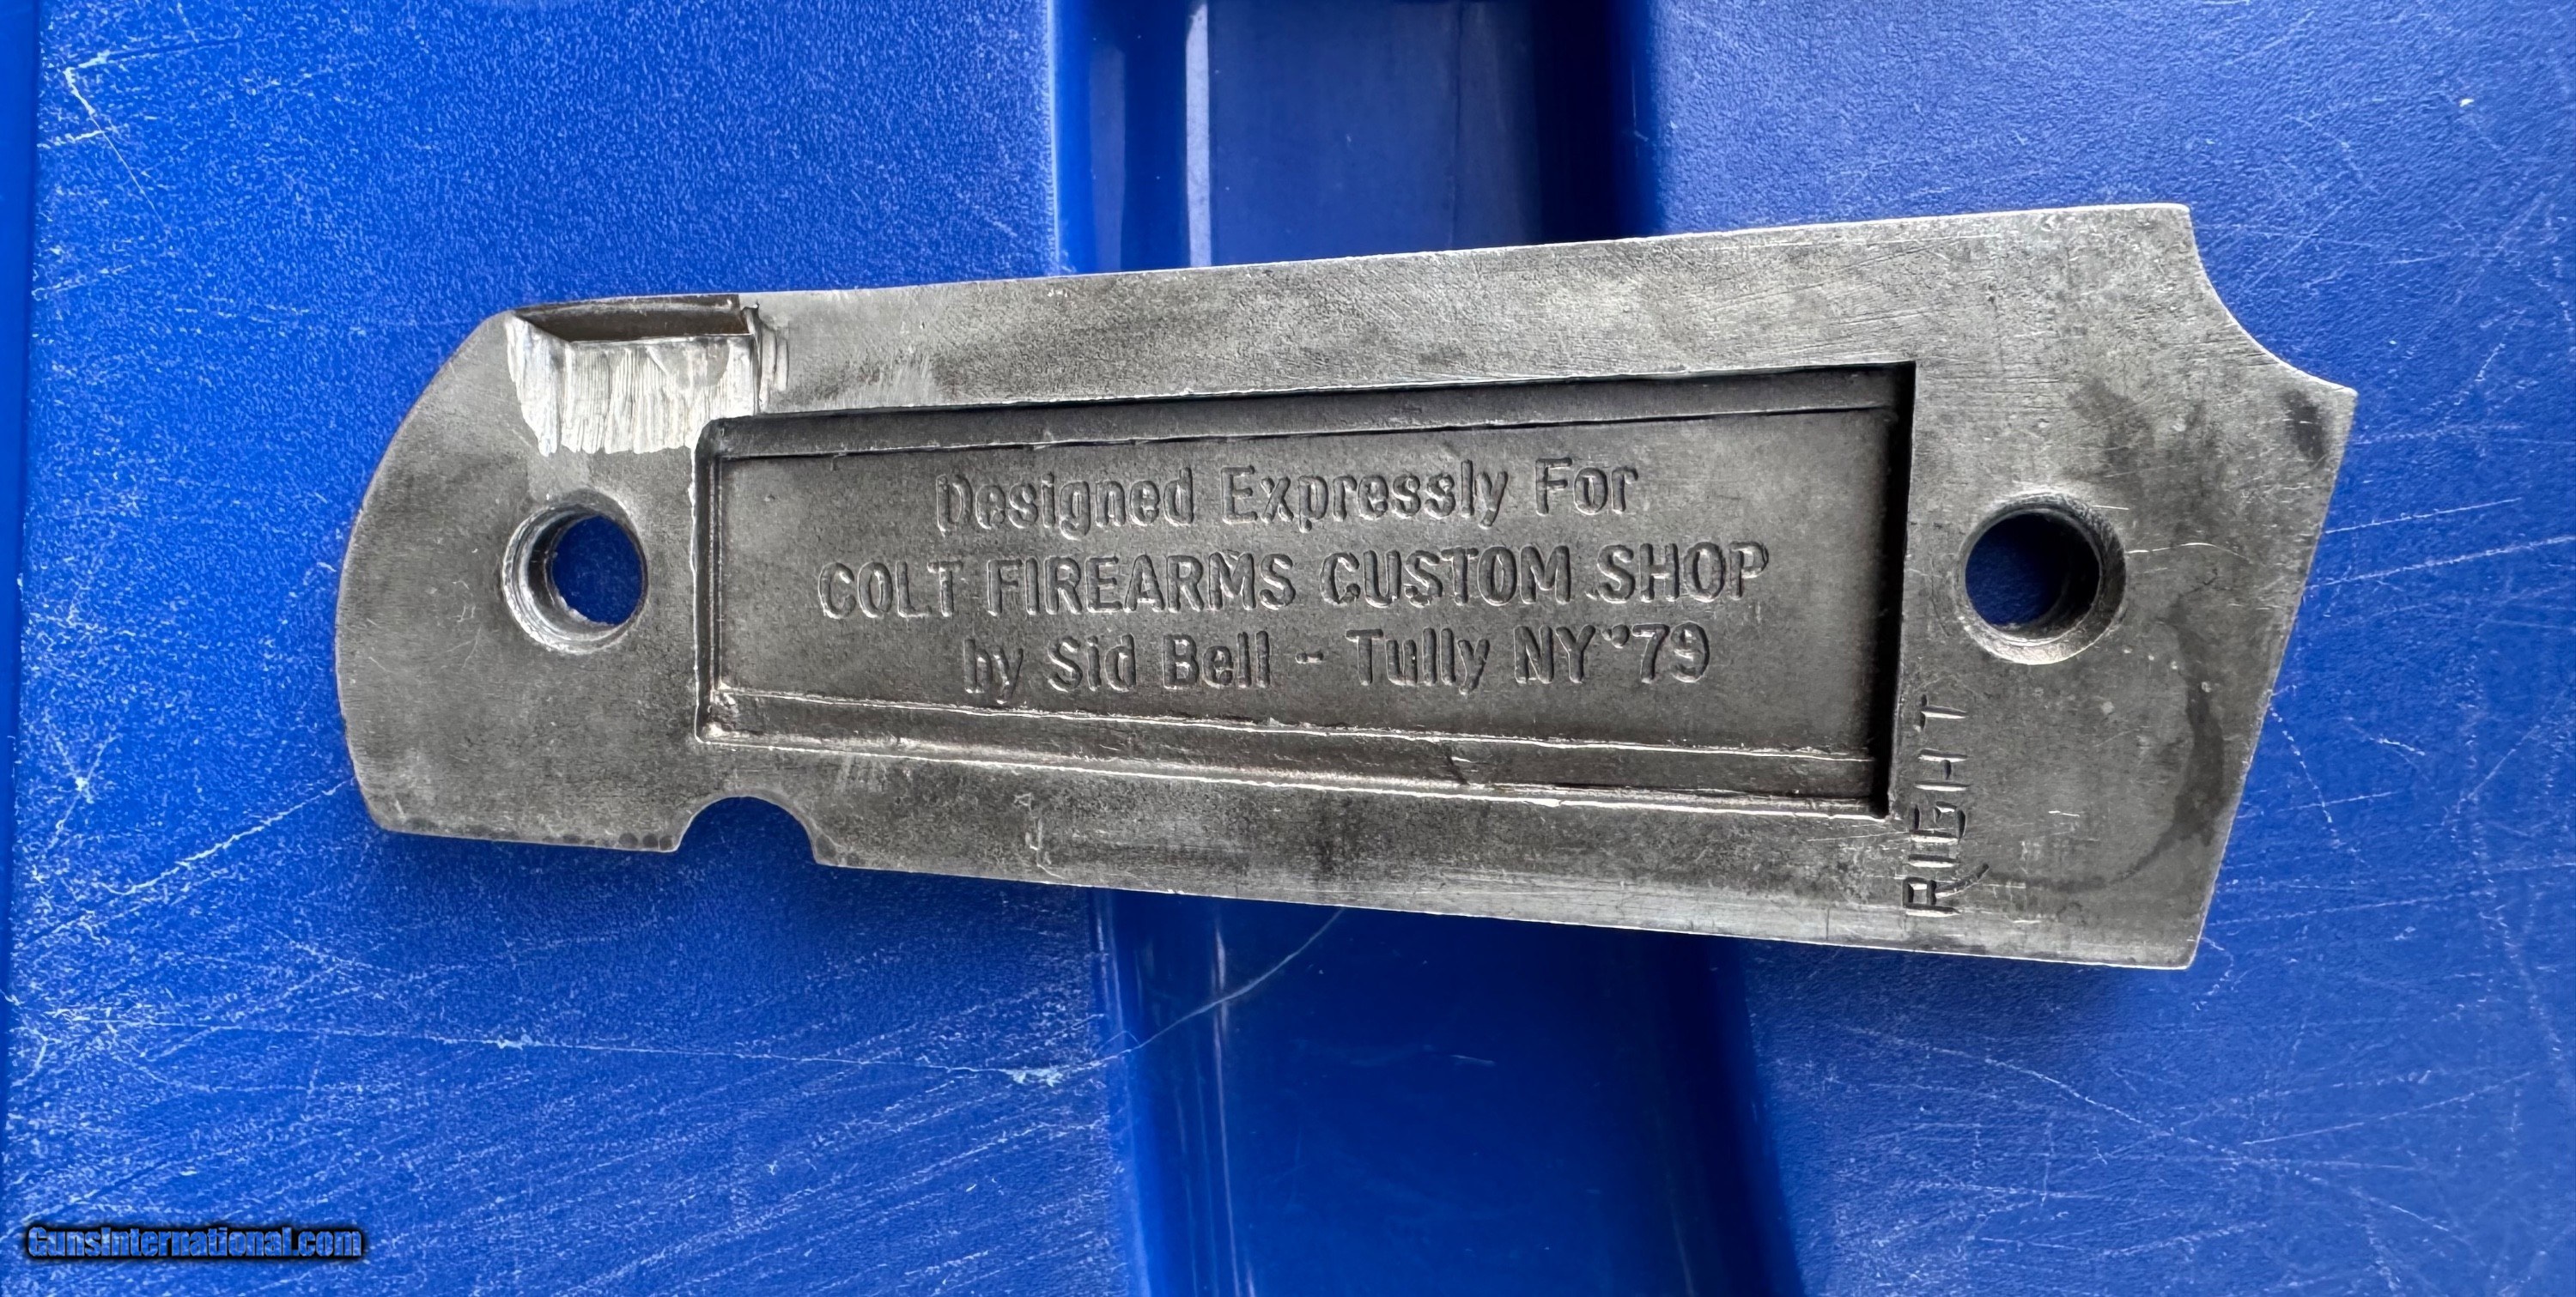 Designed Expressly For
COLT FIREARMS CUSTOM SHOP
by Sid Bell - Tully NY '79
RIGHT
GunsInternational.com